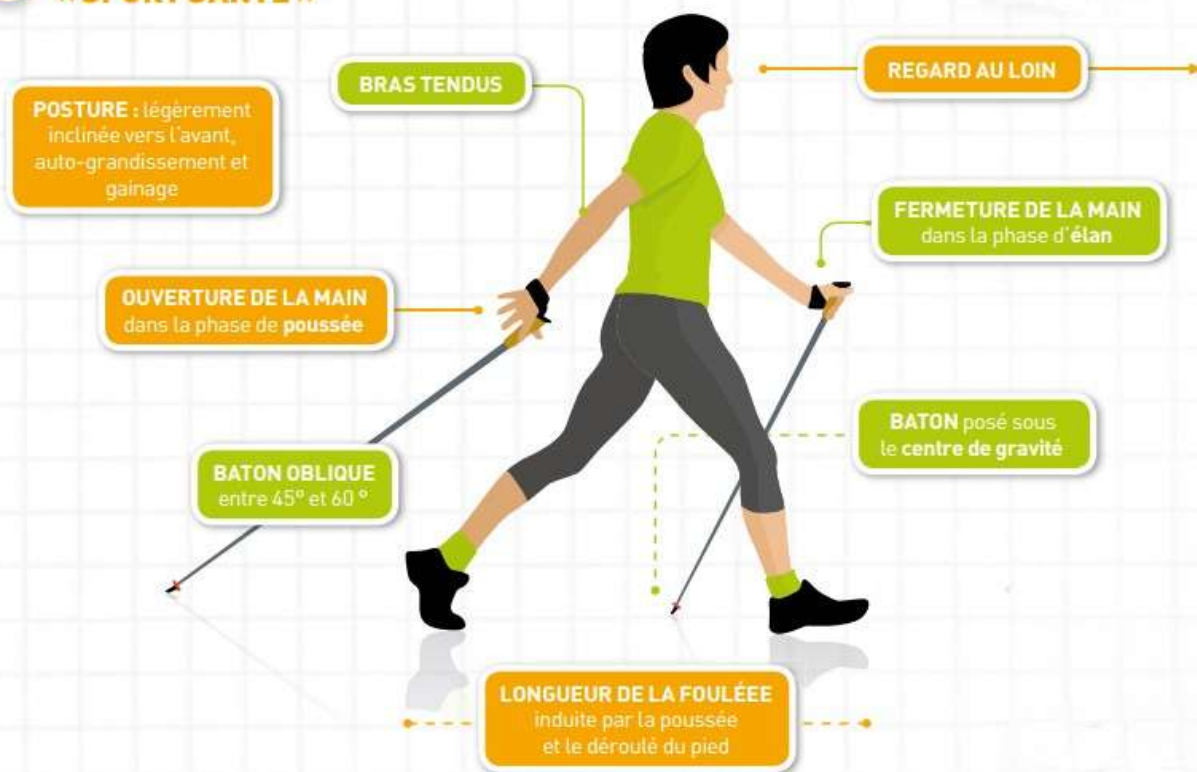 BRAS TENDUS
REGARD AU LOIN
POSTURE : légèrement
inclinée vers l'avant,
auto-grandissement et
gainage
FERMETURE DE LA MAIN
dans la phase d'élan
OUVERTURE DE LA MAIN
dans la phase de poussée
BATON posé sous
le centre de gravité
BATON OBLIQUE
entre 45° et 60 °
LONGUEUR DE LA FOULÉEE
induite par la poussée
et le déroulé du pied